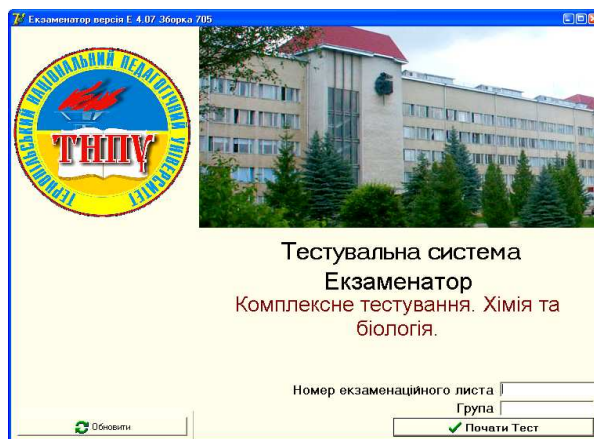 Екзаменатор версія Е 4.07 Зборка 705
ТЕРНОПІЛЬСЬКИЙ НАЦІОНАЛЬНИЙ ПЕДАГОГІЧНИЙ УНІВЕРСИТЕТ
ТНПУ
Тестувальна система
Екзаменатор
Комплексне тестування. Хімія та
біологія.
Номер екзаменаційного листа
Група
Обновити
Почати Тест